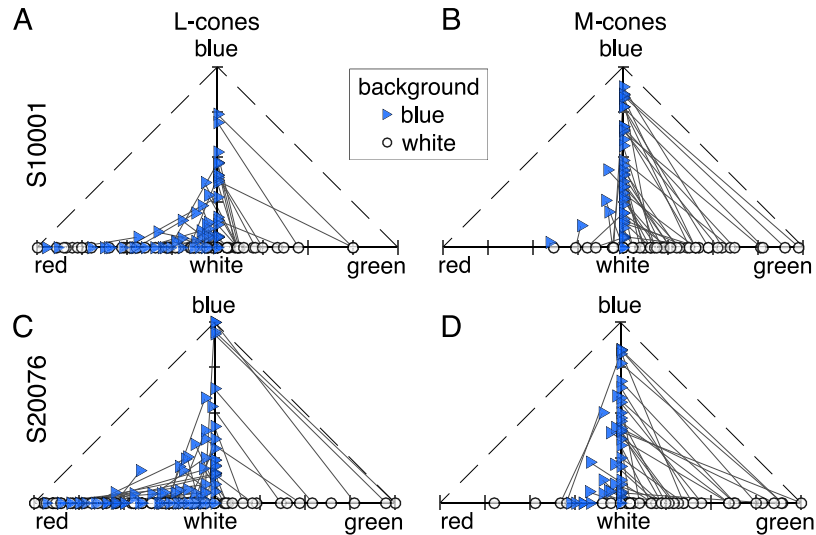 A
L-cones
blue
B
M-cones
blue
background
blue
white
S10001
red
white
green
red
white
green
C
blue
D
blue
S20076
red
white
green
red
white
green